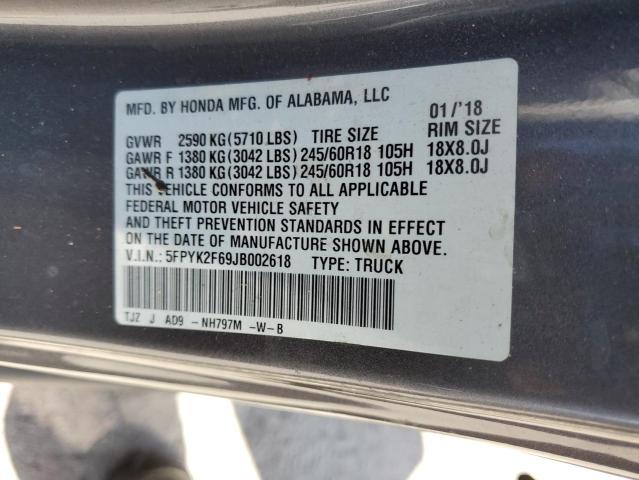 MFD. BY HONDA MFG. OF ALABAMA, LLC 01/'18
GVWR 2590 KG(5710 LBS) TIRE SIZE RIM SIZE
GAWR F 1380 KG(3042 LBS) 245/60R18 105H 18X8.0J
GAWR R 1380 KG(3042 LBS) 245/60R18 105H 18X8.0J
THIS VEHICLE CONFORMS TO ALL APPLICABLE
FEDERAL MOTOR VEHICLE SAFETY
AND THEFT PREVENTION STANDARDS IN EFFECT
ON THE DATE OF MANUFACTURE SHOWN ABOVE.
V.I.N.: 5FPYK2F69JB002618 TYPE: TRUCK
TJZ J AD9 - NH797M -W-B